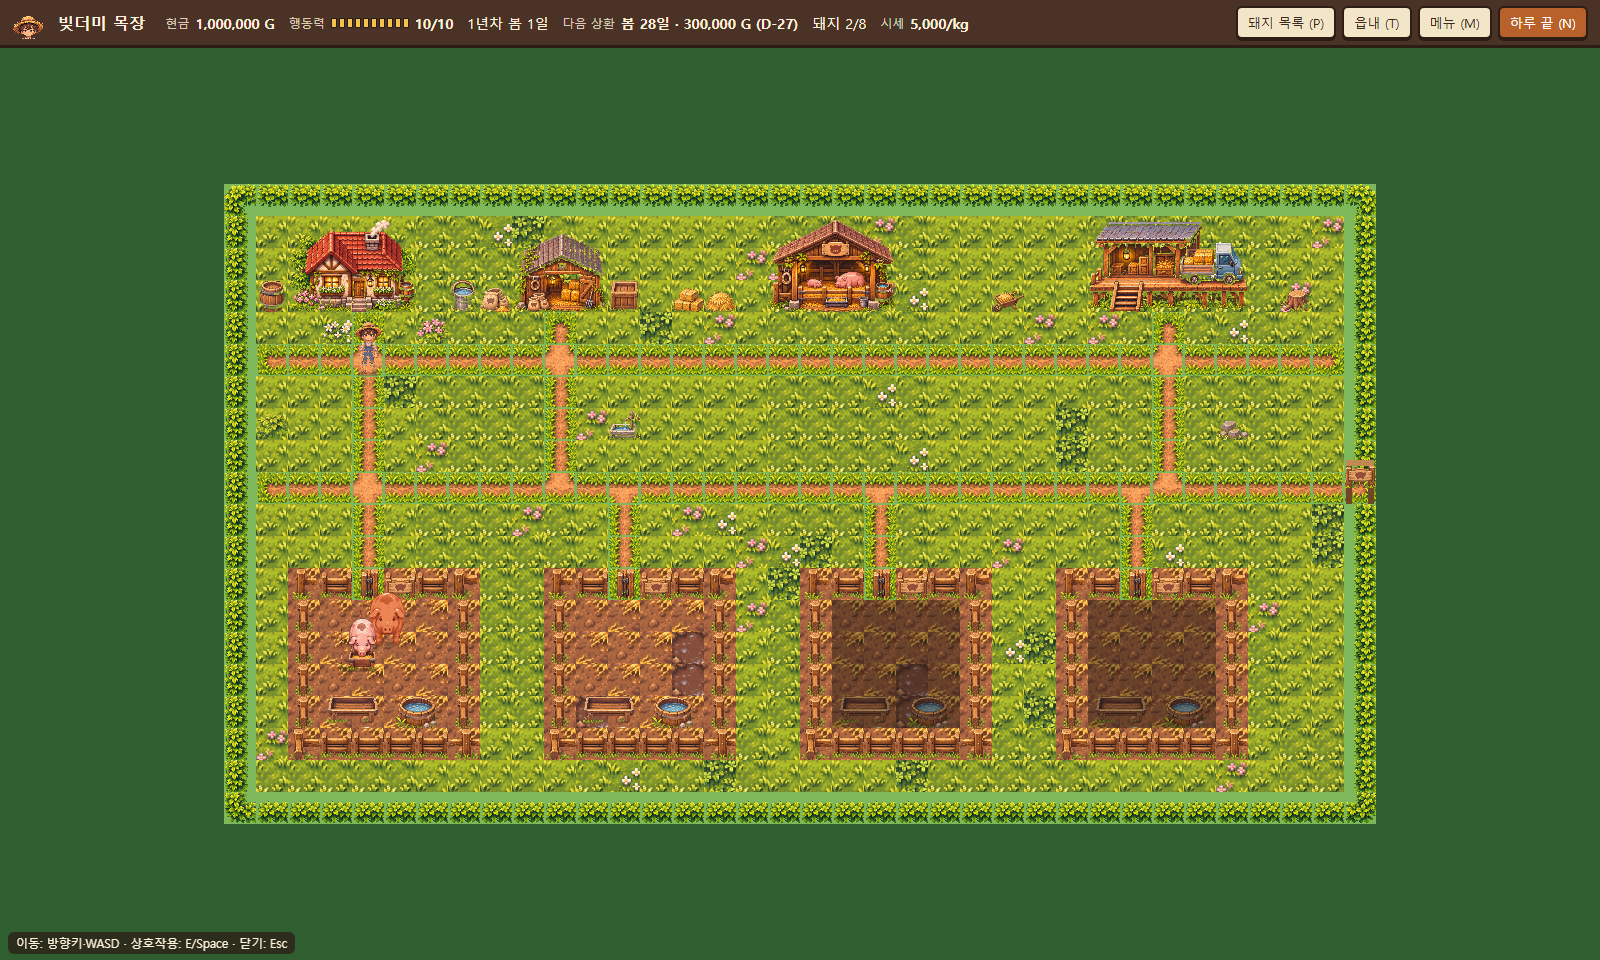 빚더미 목장 현금 1,000,000 G 행동력 10/10 1년차 봄 1일 다음 상환 봄 28일 · 300,000 G (D-27) 돼지 2/8 시세 5,000/kg 돼지 목록 (P) 읍내 (T) 메뉴 (M) 하루 끝 (N)
이동: 방향키·WASD · 상호작용: E/Space · 닫기: Esc